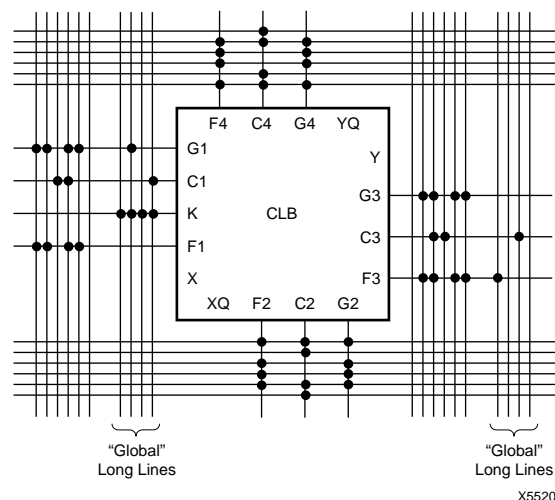 F4 C4 G4 YQ
G1
Y
C1
G3
K
CLB
C3
F1
X
F3
XQ F2 C2 G2
“Global”
Long Lines
“Global”
Long Lines
X5520